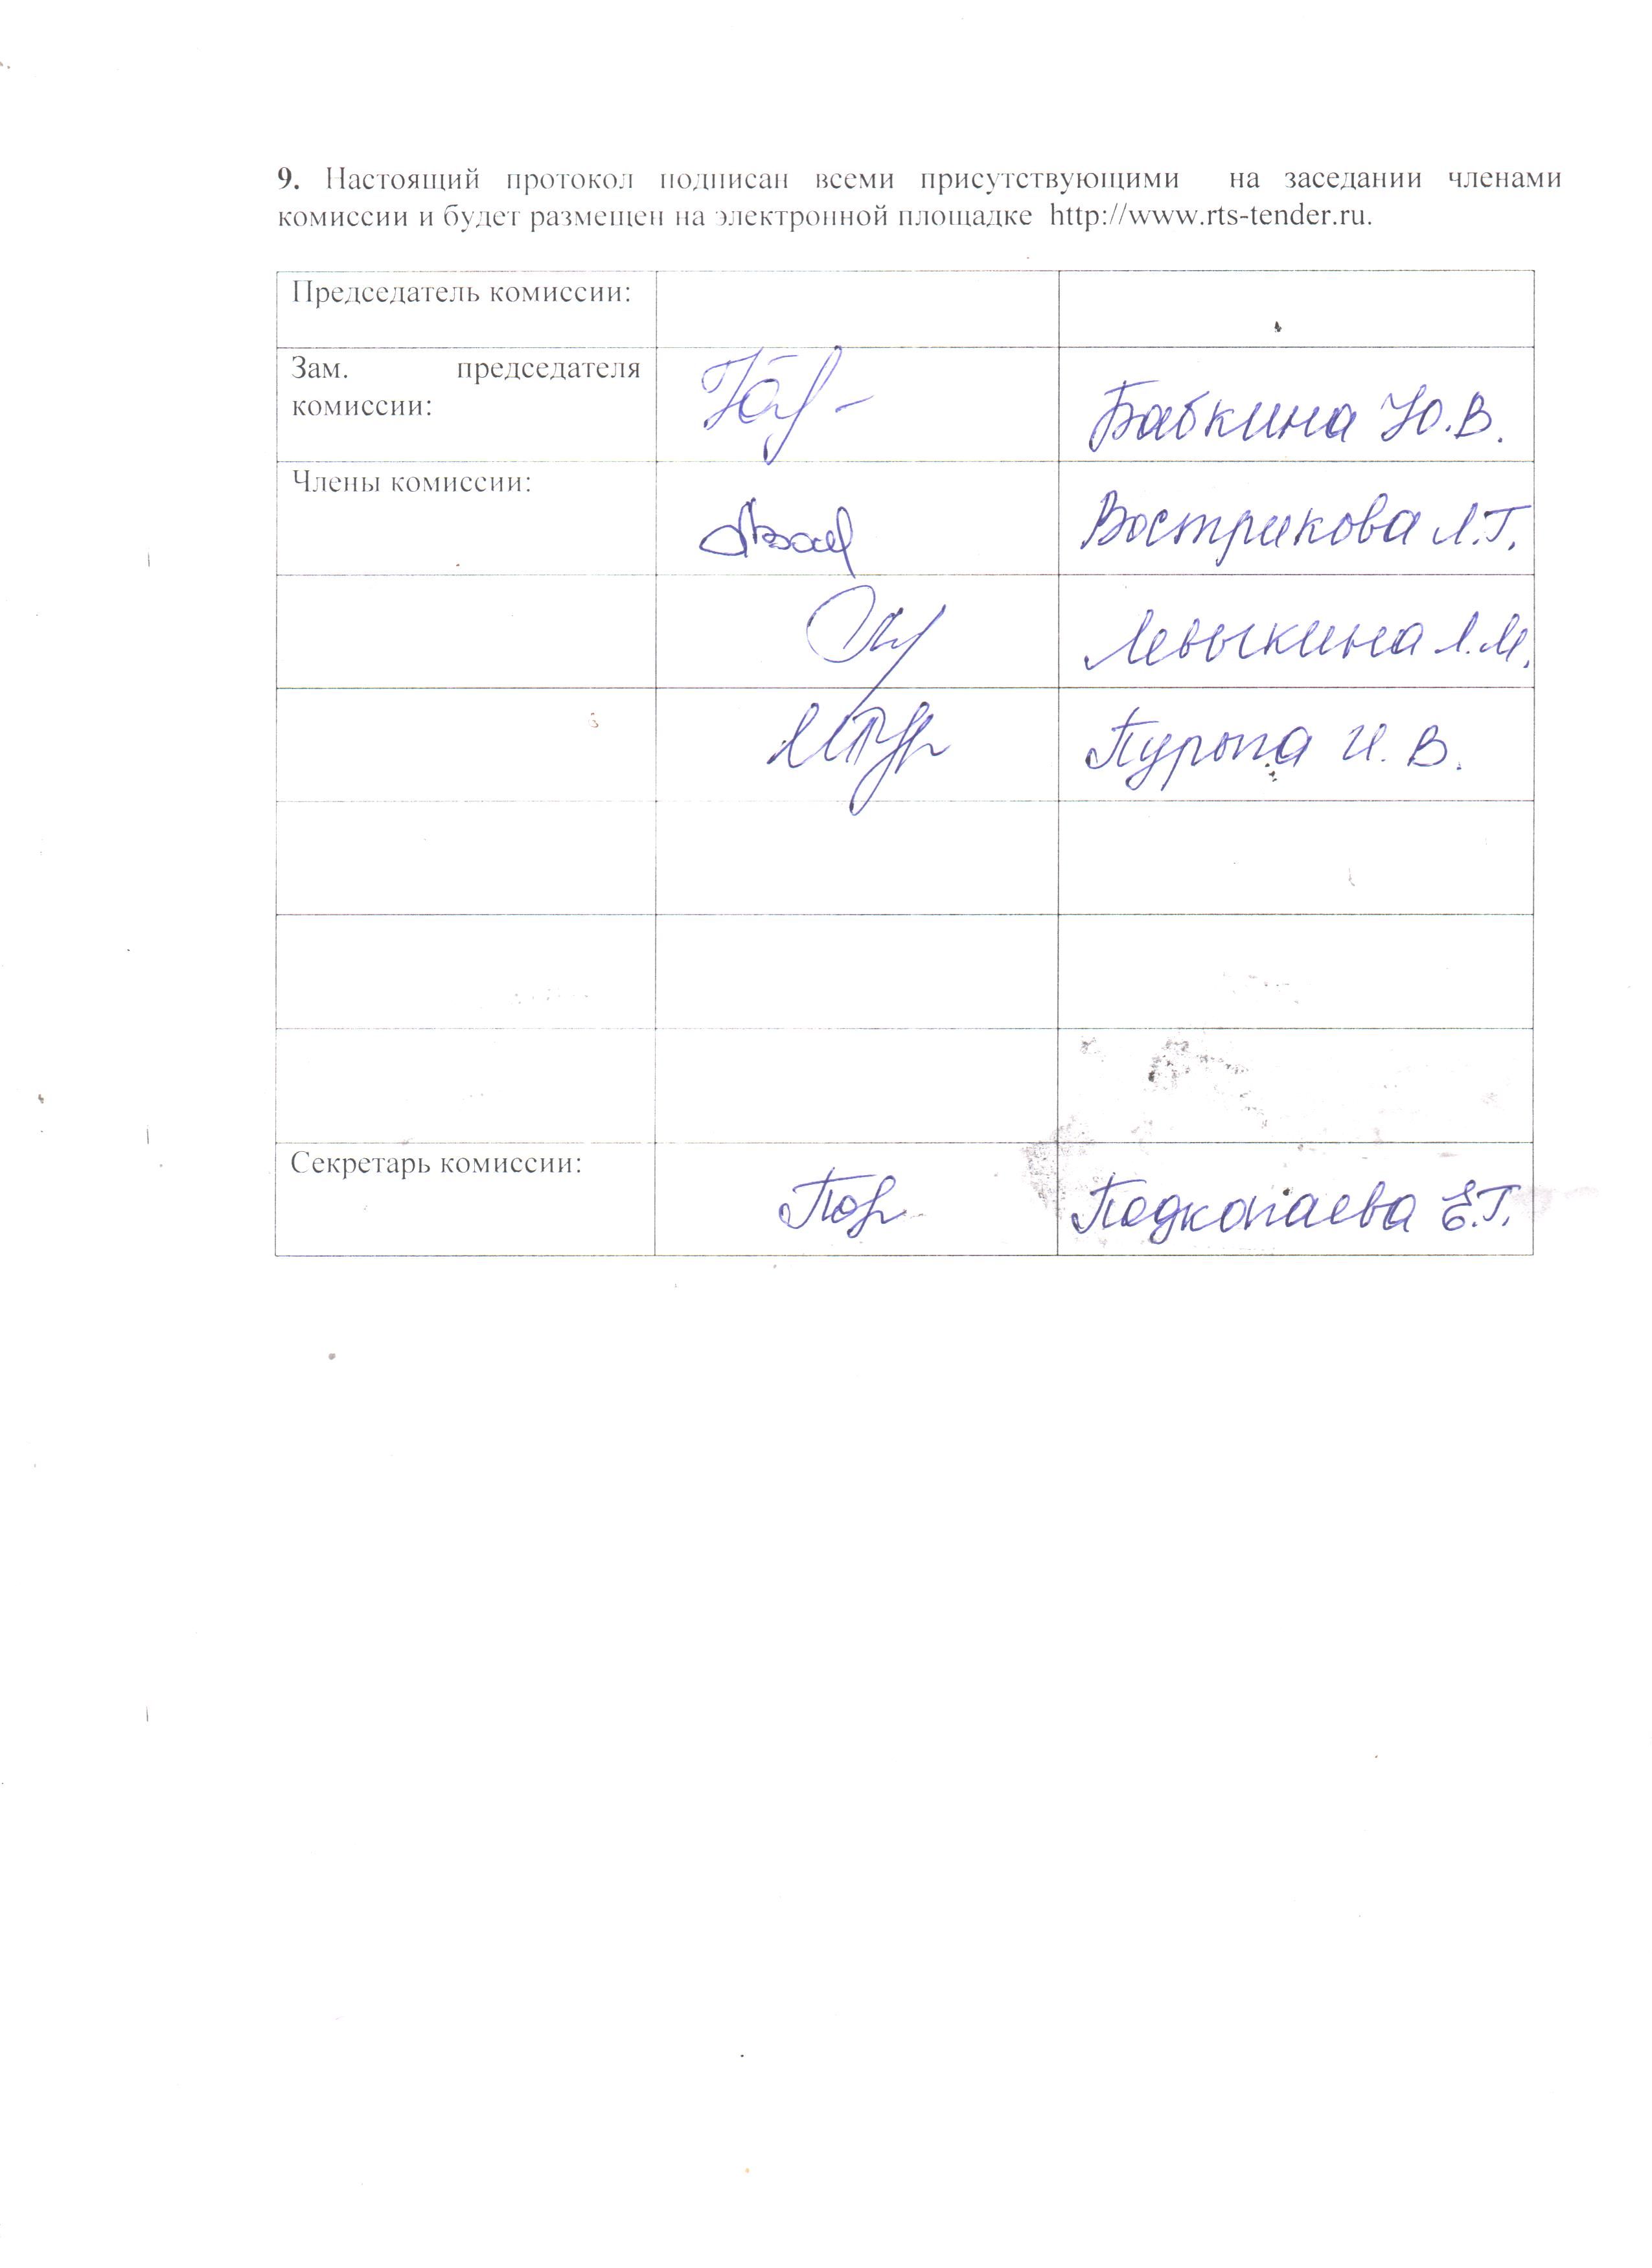 9. Настоящий протокол подписан всеми присутствующими на заседании членами
комиссии и будет размещен на электронной площадке http://www.rts-tender.ru.
Председатель комиссии:
Зам. председателя
комиссии:
Бабкина Ю.В.
Члены комиссии:
Вострикова Л.Г.
Левыкина Л.М.
И. В.
Секретарь комиссии:
Подкопаева Е.Г.